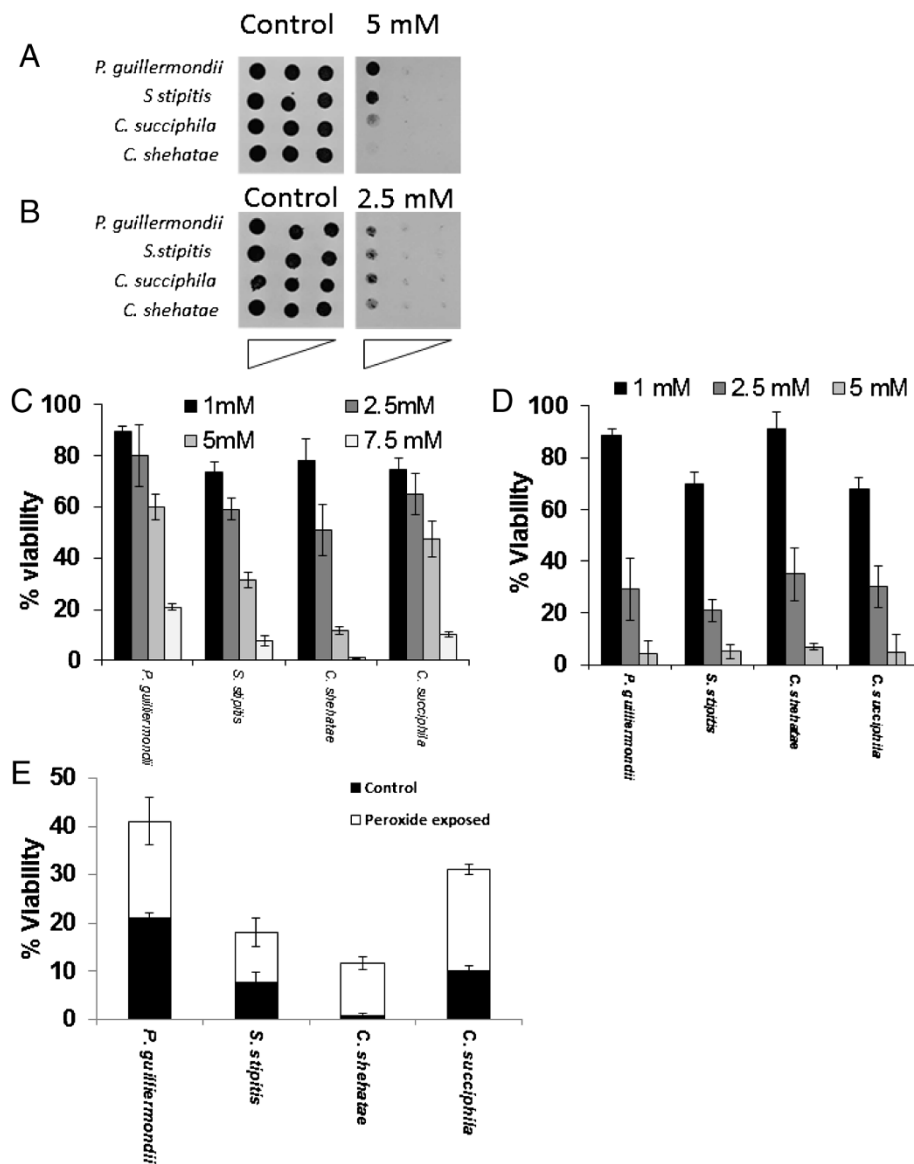 Control 5 mM
A
P. guillermondii
S stipitis
C. succiphila
C. shehatae
B
Control 2.5 mM
P. guillermondii
S.stipitis
C. succiphila
C. shehatae
C
1mM 2.5mM
5mM 7.5 mM
% viability
100
80
60
40
20
0
P. guilliermondii
S. stipitis
C. shehatae
C. succiphila
D
1 mM 2.5 mM 5 mM
% Viability
100
80
60
40
20
0
P. guilliermondii
S. stipitis
C. shehatae
C. succiphila
E
Control
Peroxide exposed
% Viability
50
40
30
20
10
0
P. guilliermondii
S. stipitis
C. shehatae
C. succiphila